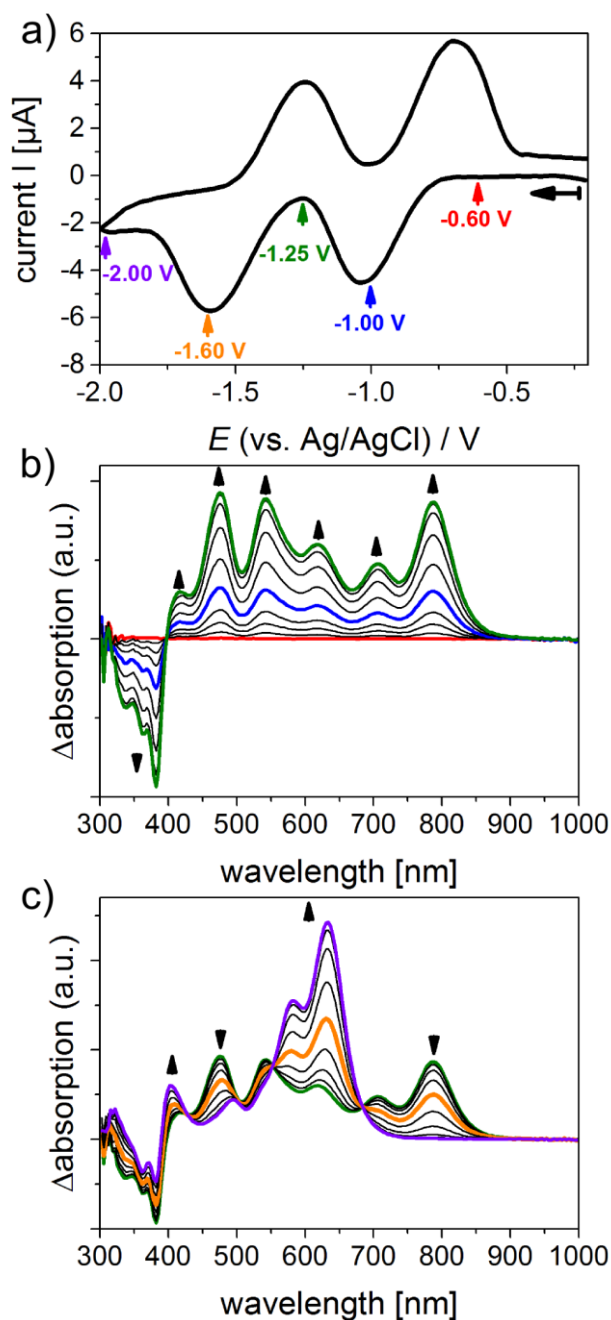 a)
6
4
2
0
-2
-4
-6
-8
current I [µA]
-0.60 V
-1.25 V
-2.00 V
-1.00 V
-1.60 V
-2.0 -1.5 -1.0 -0.5
E (vs. Ag/AgCl) / V
b)
Δabsorption (a.u.)
300 400 500 600 700 800 900 1000
wavelength [nm]
c)
Δabsorption (a.u.)
300 400 500 600 700 800 900 1000
wavelength [nm]